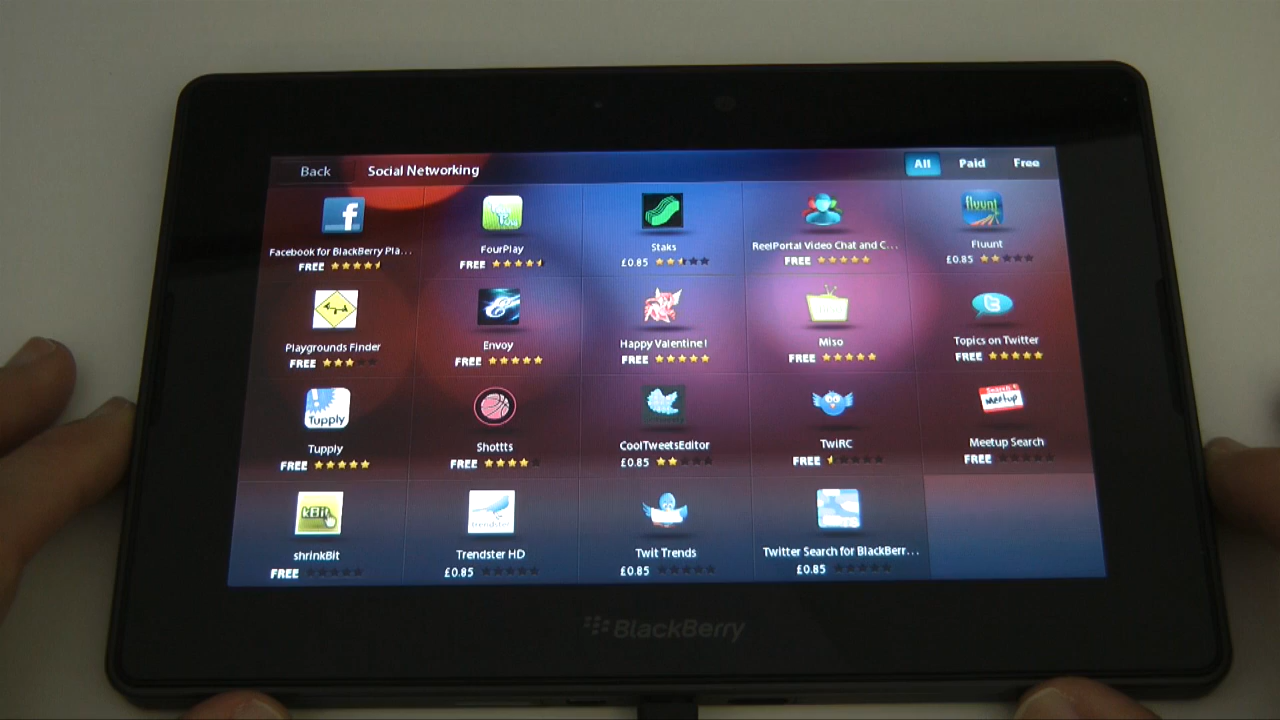 Back Social Networking All Paid Free
f
fluunt
Facebook for BlackBerry Pla...
FREE
FourPlay
FREE
Staks
£0.85
ReelPortal Video Chat and C...
FREE
Fluunt
£0.85
Playgrounds Finder
FREE
Envoy
FREE
Happy Valentine!
FREE
Miso
FREE
Topics on Twitter
FREE
Tupply
Tupply
FREE
Shottts
FREE
CoolTweetsEditor
£0.85
TwiRC
FREE
meetup
Meetup Search
FREE
kBit
shrinkBit
FREE
Trendster
Trendster HD
£0.85
Twit Trends
£0.85
Twitter Search for BlackBerr...
£0.85
BlackBerry